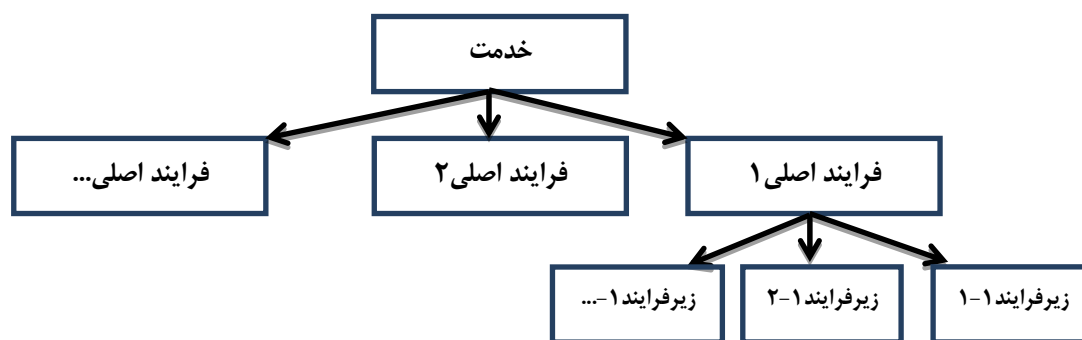 خدمت
فرایند اصلی۱
فرایند اصلی۲
فرایند اصلی...
زیرفرایند۱-۱
زیرفرایند۱-۲
زیرفرایند۱-...